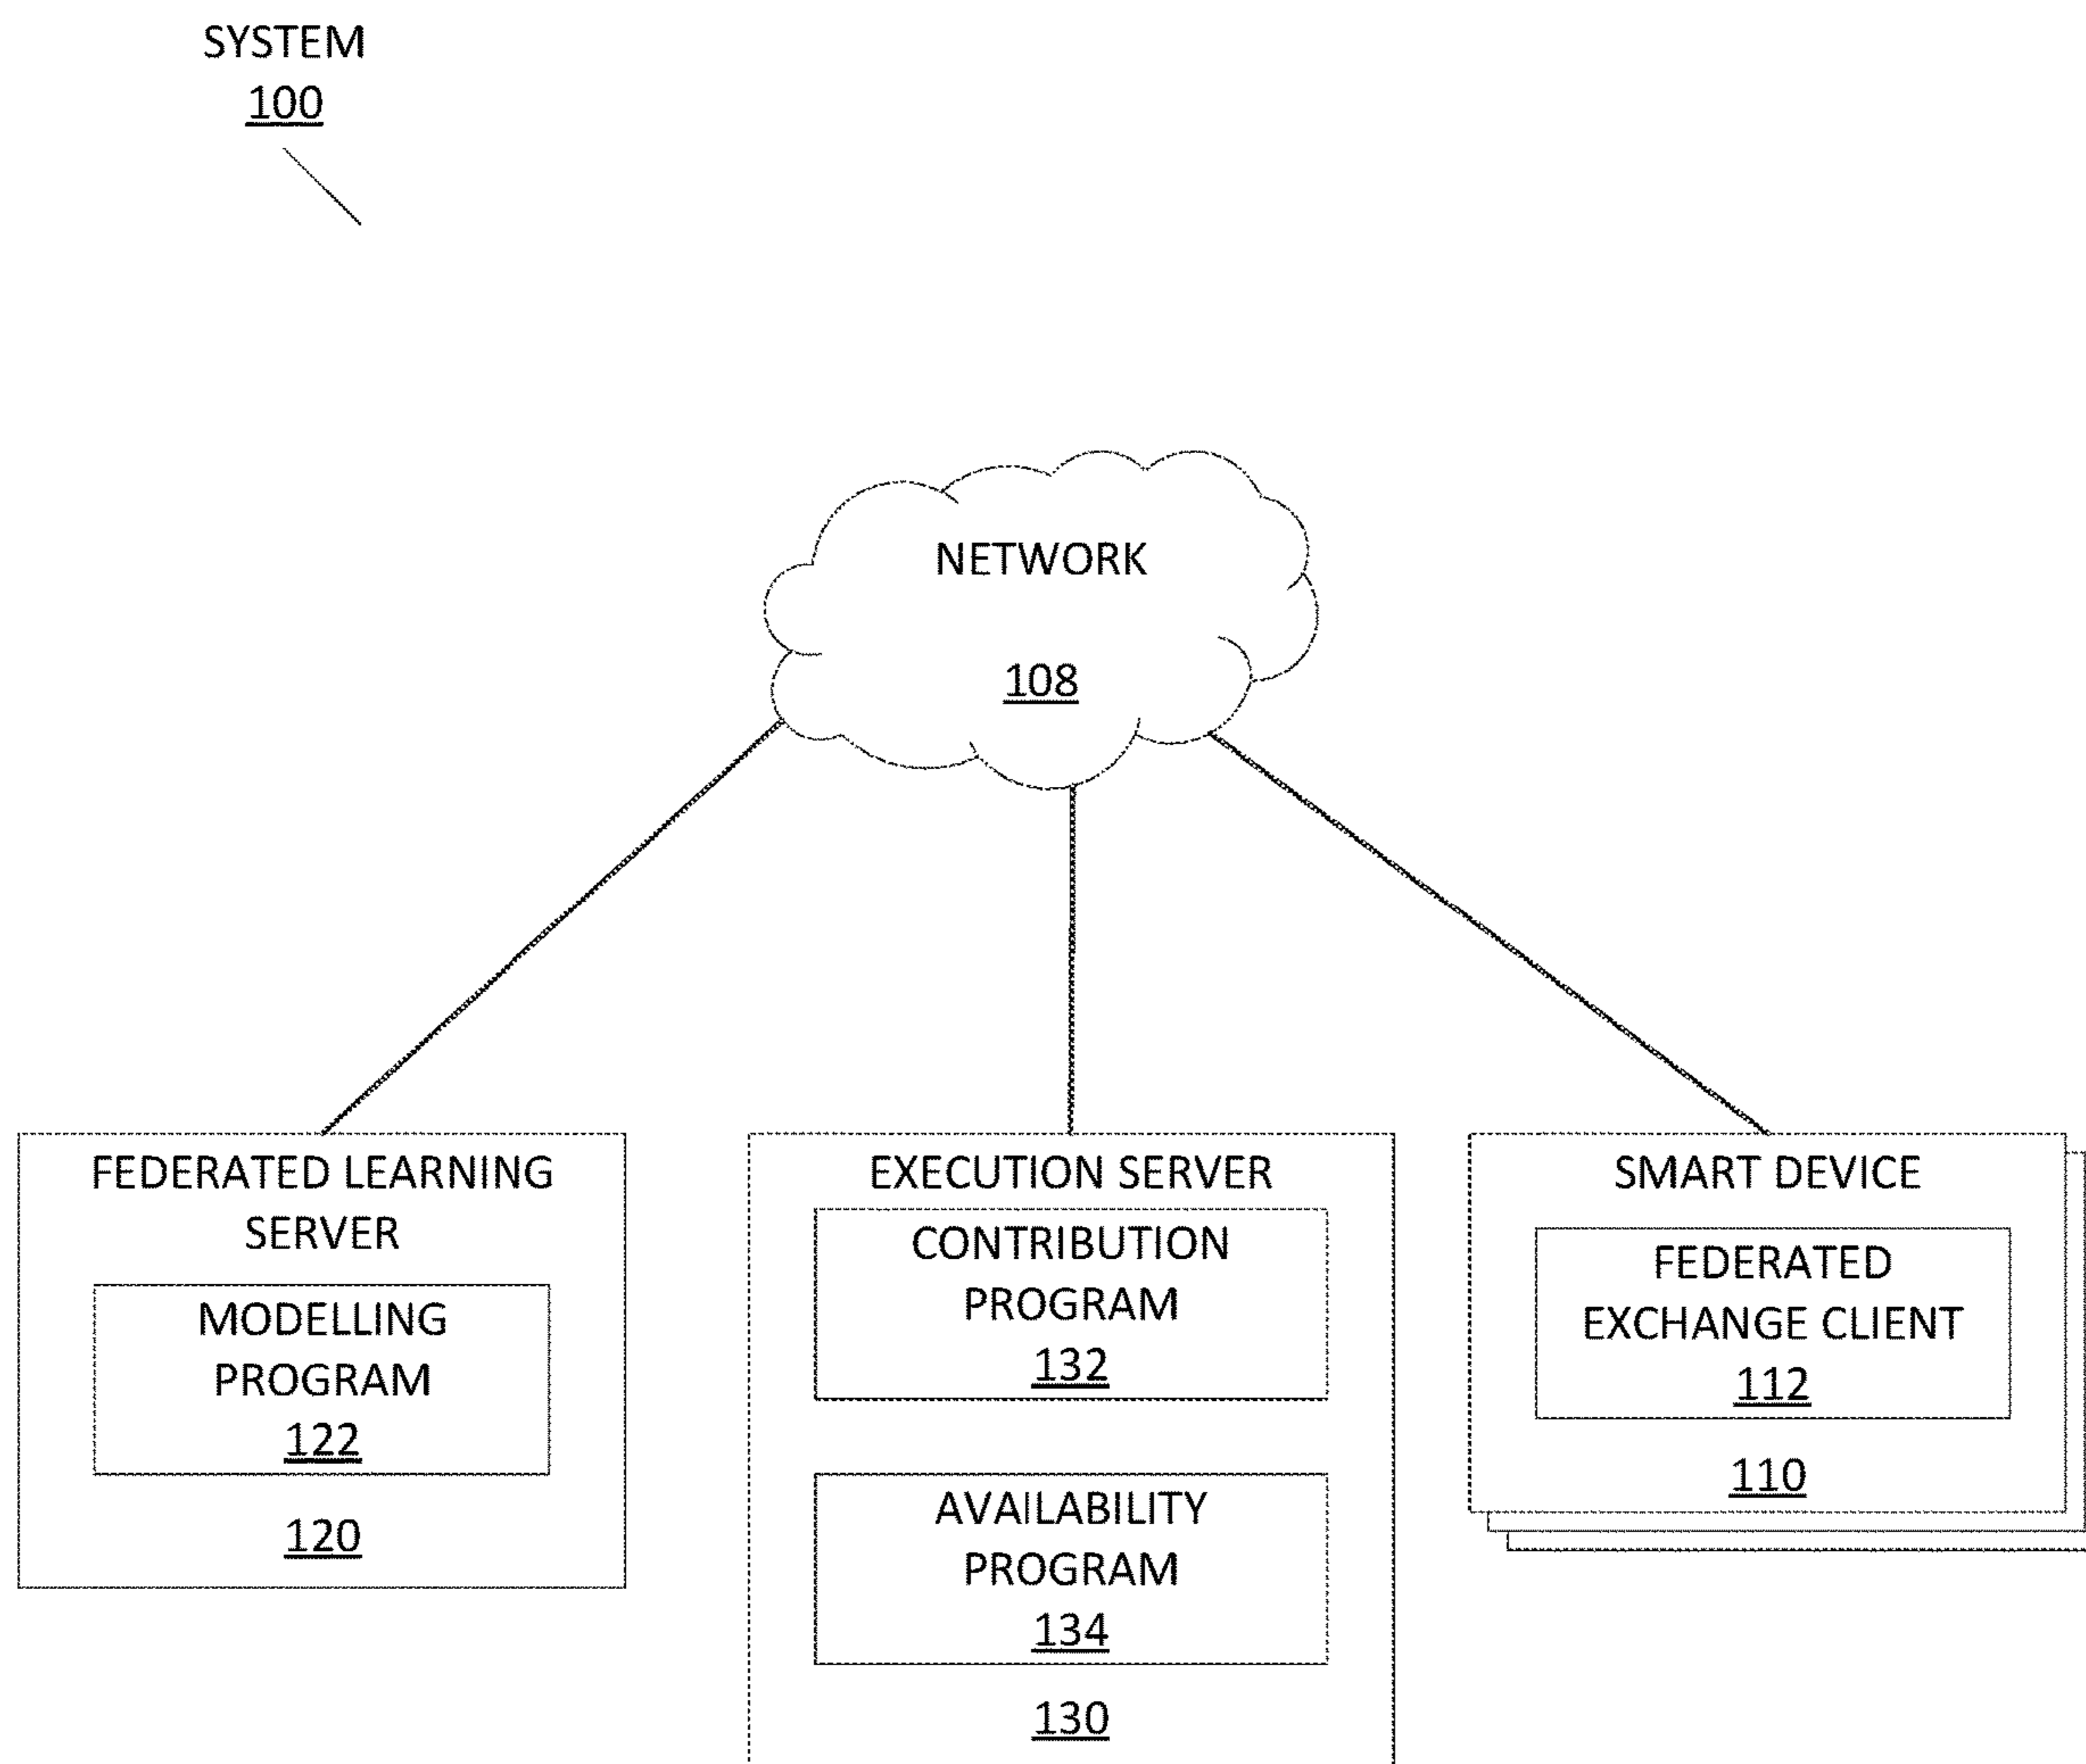 SYSTEM
100
NETWORK
108
FEDERATED LEARNING
SERVER
MODELLING
PROGRAM
122
120
EXECUTION SERVER
CONTRIBUTION
PROGRAM
132
AVAILABILITY
PROGRAM
134
130
SMART DEVICE
FEDERATED
EXCHANGE CLIENT
112
110